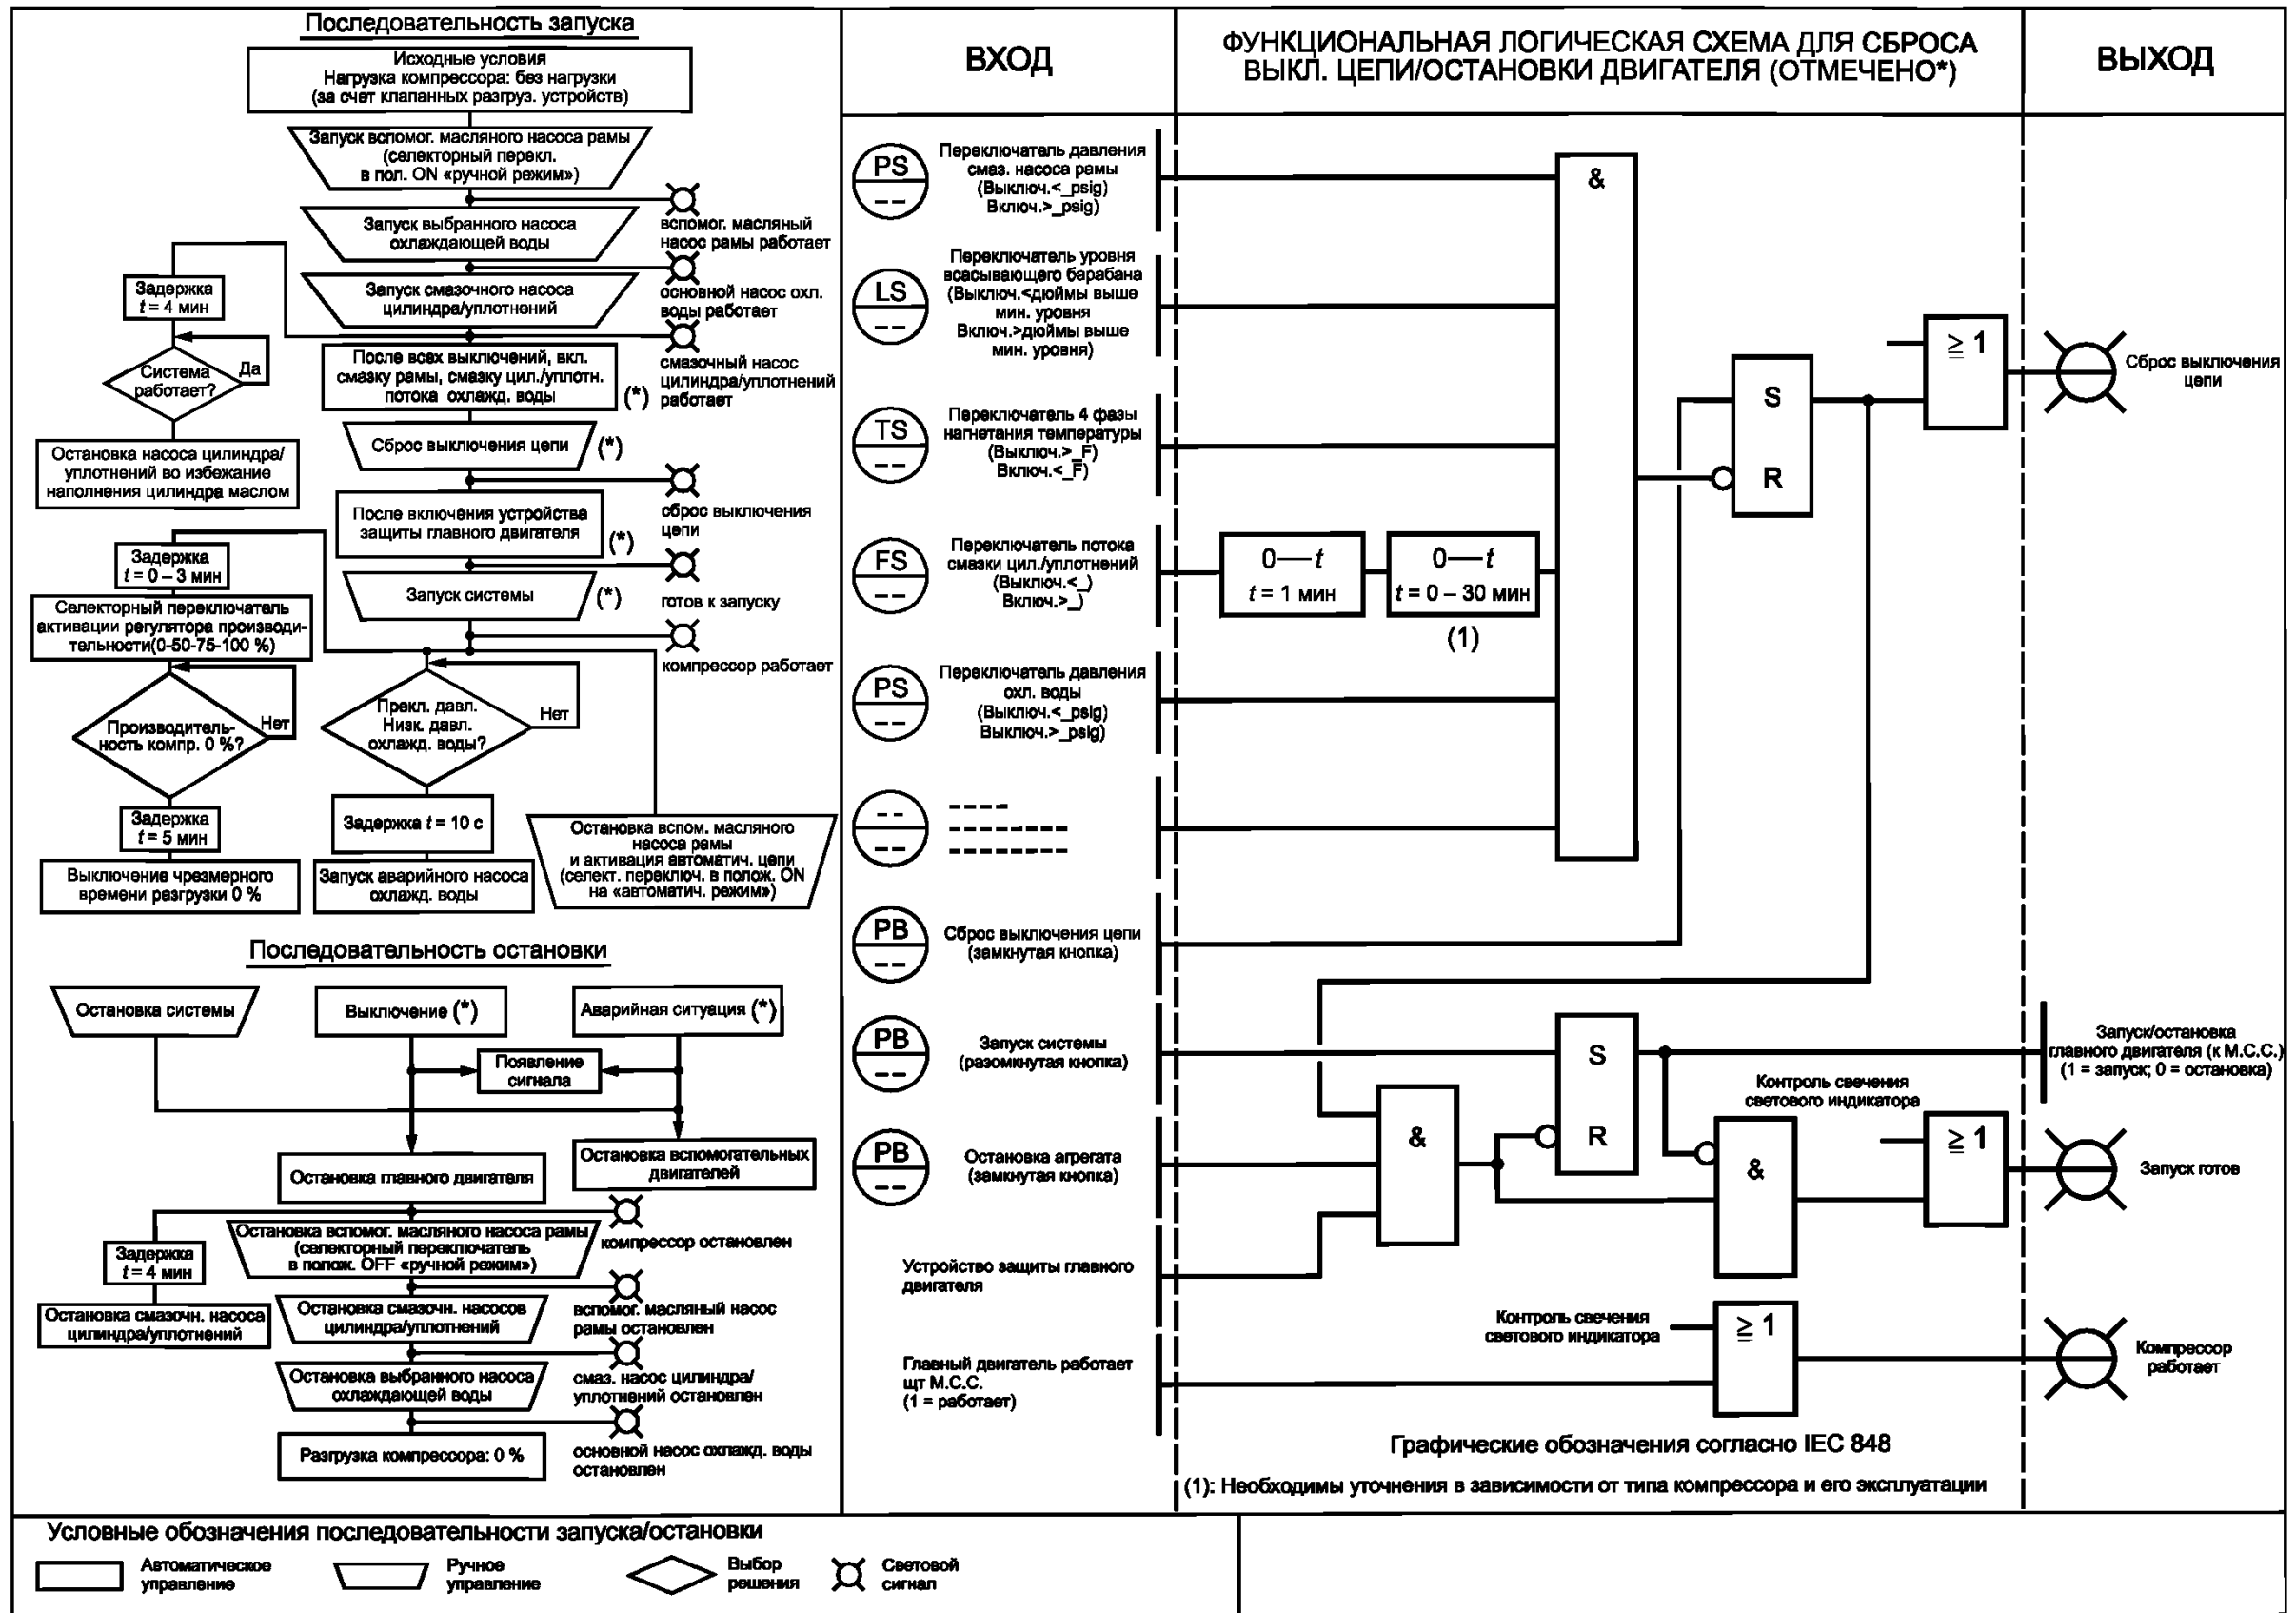 Последовательность запуска
Исходные условия
Нагрузка компрессора: без нагрузки
(за счет клапанных разгруз. устройств)
Запуск вспомог. масляного насоса рамы
(селекторный перекл.
в пол. ON «ручной режим»)
вспомог. масляный
насос рамы работает
Запуск выбранного насоса
охлаждающей воды
основной насос охл.
воды работает
Запуск смазочного насоса
цилиндра/уплотнений
смазочный насос
цилиндра/уплотнений
работает
Задержка
t = 4 мин
Система
работает?
Да
Остановка насоса цилиндра/
уплотнений во избежание
наполнения цилиндра маслом
После всех выключений, вкл.
смазку рамы, смазку цил./уплотн.
потока охлажд. воды
(*)
Сброс выключения цепи
(*)
сброс выключения
цепи
После включения устройства
защиты главного двигателя
(*)
готов к запуску
Запуск системы
(*)
компрессор работает
Задержка
t = 0 – 3 мин
Селекторный переключатель
активации регулятора производи-
тельности(0-50-75-100 %)
Производитель-
ность компр. 0 %?
Нет
Задержка
t = 5 мин
Выключение чрезмерного
времени разгрузки 0 %
Прекл. давл.
Низк. давл.
охлажд. воды?
Нет
Задержка t = 10 с
Запуск аварийного насоса
охлажд. воды
Остановка вспом. масляного
насоса рамы
и активация автоматич. цепи
(селект. переключ. в полож. ON
на «автоматич. режим»)
Последовательность остановки
Остановка системы
Выключение (*)
Аварийная ситуация (*)
Появление
сигнала
Остановка главного двигателя
Остановка вспомогательных
двигателей
компрессор остановлен
Остановка вспомог. масляного насоса рамы
(селекторный переключатель
в полож. OFF «ручной режим»)
Задержка
t = 4 мин
Остановка смазочн. насоса
цилиндра/уплотнений
вспомог. масляный насос
рамы остановлен
Остановка смазочн. насосов
цилиндра/уплотнений
смаз. насос цилиндра/
уплотнений остановлен
Остановка выбранного насоса
охлаждающей воды
основной насос охлажд. воды
остановлен
Разгрузка компрессора: 0 %
ВХОД
ФУНКЦИОНАЛЬНАЯ ЛОГИЧЕСКАЯ СХЕМА ДЛЯ СБРОСА
ВЫКЛ. ЦЕПИ/ОСТАНОВКИ ДВИГАТЕЛЯ (ОТМЕЧЕНО*)
ВЫХОД
PS
-- 
Переключатель давления
смаз. насоса рамы
(Выключ.<_psig)
Включ.>_psig)
LS
--
Переключатель уровня
всасывающего барабана
(Выключ.<дюймы выше
мин. уровня
Включ.>дюймы выше
мин. уровня)
TS
--
Переключатель 4 фазы
нагнетания температуры
(Выключ.>_F)
Включ.<_F)
FS
--
Переключатель потока
смазки цил./уплотнений
(Выключ.<_)
Включ.>_)
PS
--
Переключатель давления
охл. воды
(Выключ.<_psig)
Выключ.>_psig)
--
--
-----
---------
---------
PB
--
Сброс выключения цепи
(замкнутая кнопка)
PB
--
Запуск системы
(разомкнутая кнопка)
PB
--
Остановка агрегата
(замкнутая кнопка)
Устройство защиты главного
двигателя
Главный двигатель работает
щт М.С.С.
(1 = работает)
&
0—t
t = 1 мин
0—t
t = 0 – 30 мин
(1)
S
R
≥ 1
Сброс выключения
цепи
&
S
R
Запуск/остановка
главного двигателя (к М.С.С.)
(1 = запуск; 0 = остановка)
Контроль свечения
светового индикатора
&
≥ 1
Запуск готов
Контроль свечения
светового индикатора
≥ 1
Компрессор
работает
Графические обозначения согласно IEC 848
(1): Необходимы уточнения в зависимости от типа компрессора и его эксплуатации
Условные обозначения последовательности запуска/остановки
Автоматическое
управление
Ручное
управление
Выбор
решения
Световой
сигнал